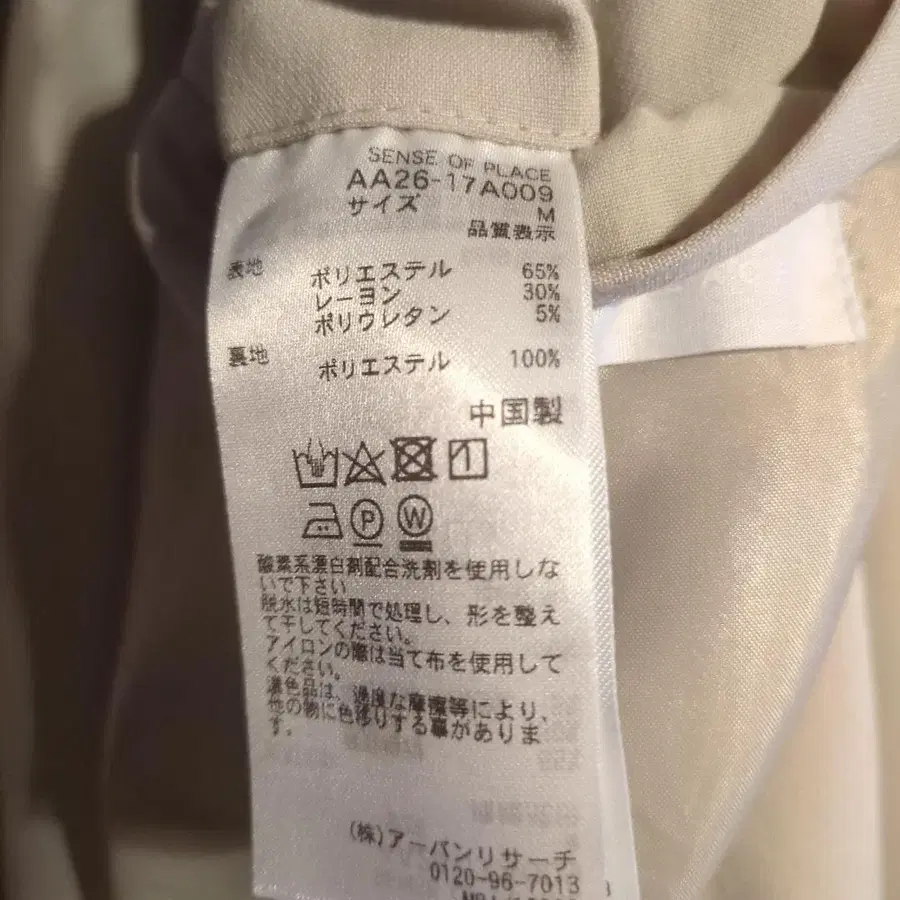 SENSE OF PLACE
AA26-17A009
サイズ M
品質表示
表地 ポリエステル 65%
レーヨン 30%
ポリウレタン 5%
裏地 ポリエステル 100%
中国製
P W
酸素系漂白剤配合洗剤を使用しな
いで下さい
脱水は短時間で処理し、形を整え
て干してください。
アイロンの際は当て布を使用して
ください。
濃色品は、過度な摩擦等により、
他の物に色移りする事がありま
す。
(株)アーバンリサーチ
0120-96-7013